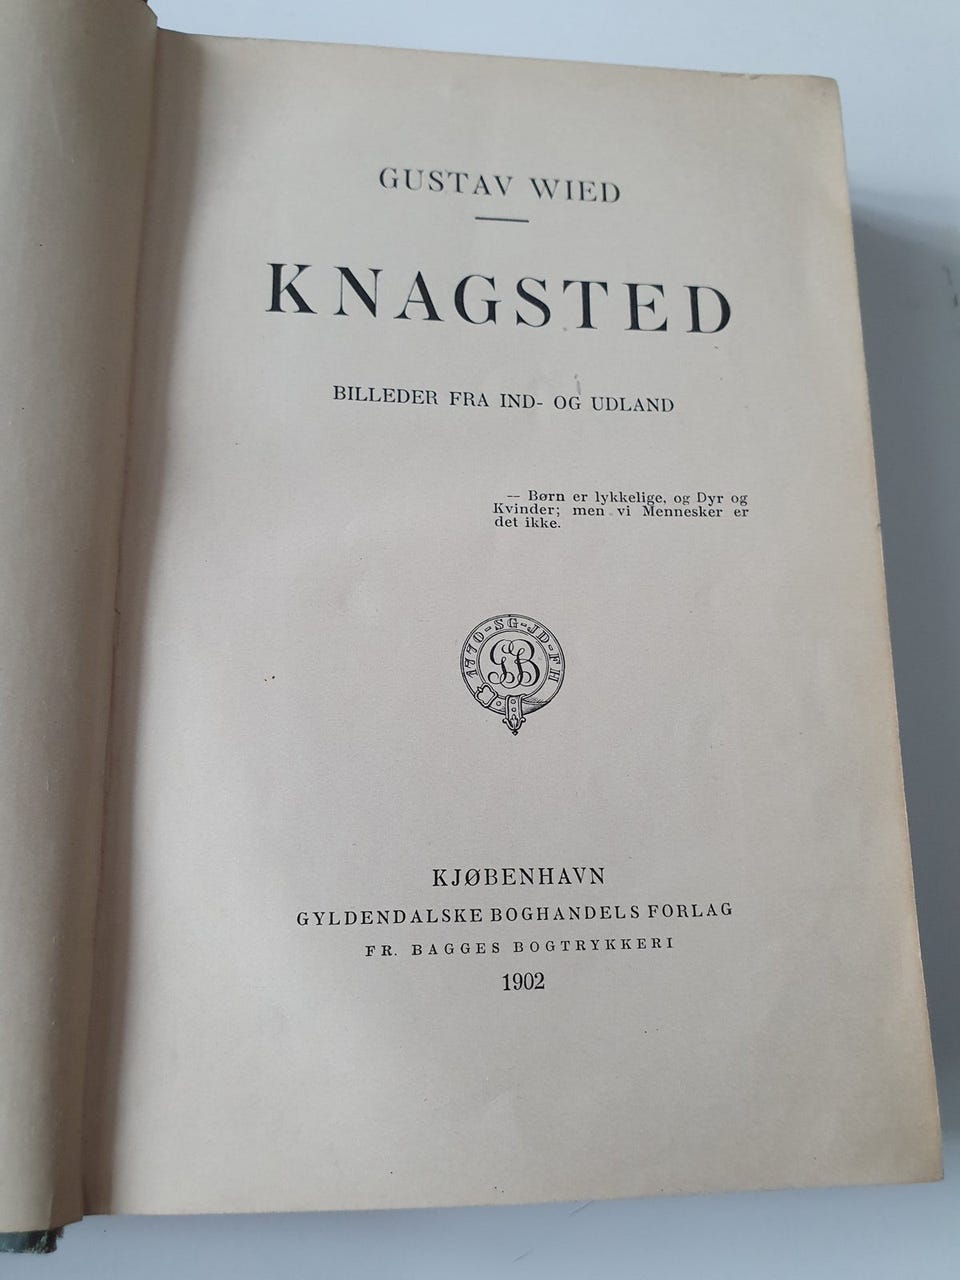 GUSTAV WIED
KNAGSTED
BILLEDER FRA IND- OG UDLAND
— Børn er lykkelige, og Dyr og
Kvinder; men vi Mennesker er
det ikke.
1770-SG-JD-FH
GB
KJØBENHAVN
GYLDENDALSKE BOGHANDELS FORLAG
FR. BAGGES BOGTRYKKERI
1902